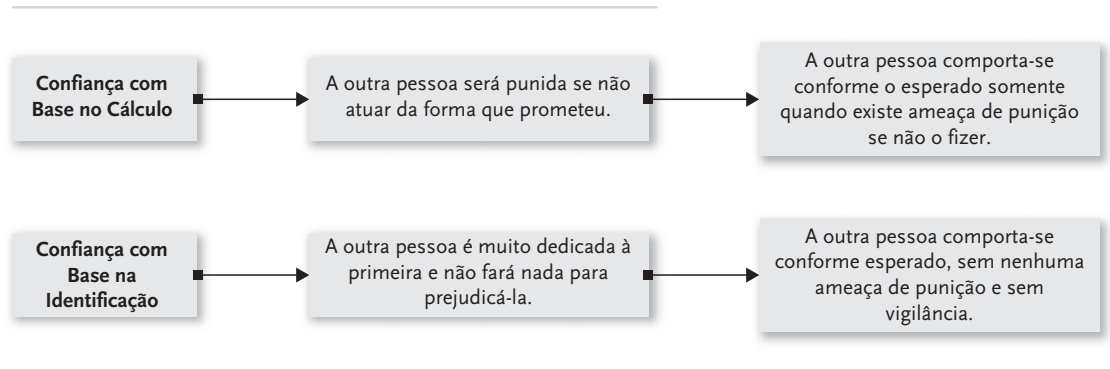 Confiança com
Base no Cálculo
A outra pessoa será punida se não
atuar da forma que prometeu.
A outra pessoa comporta-se
conforme o esperado somente
quando existe ameaça de punição
se não o fizer.
Confiança com
Base na
Identificação
A outra pessoa é muito dedicada à
primeira e não fará nada para
prejudicá-la.
A outra pessoa comporta-se
conforme esperado, sem nenhuma
ameaça de punição e sem
vigilância.